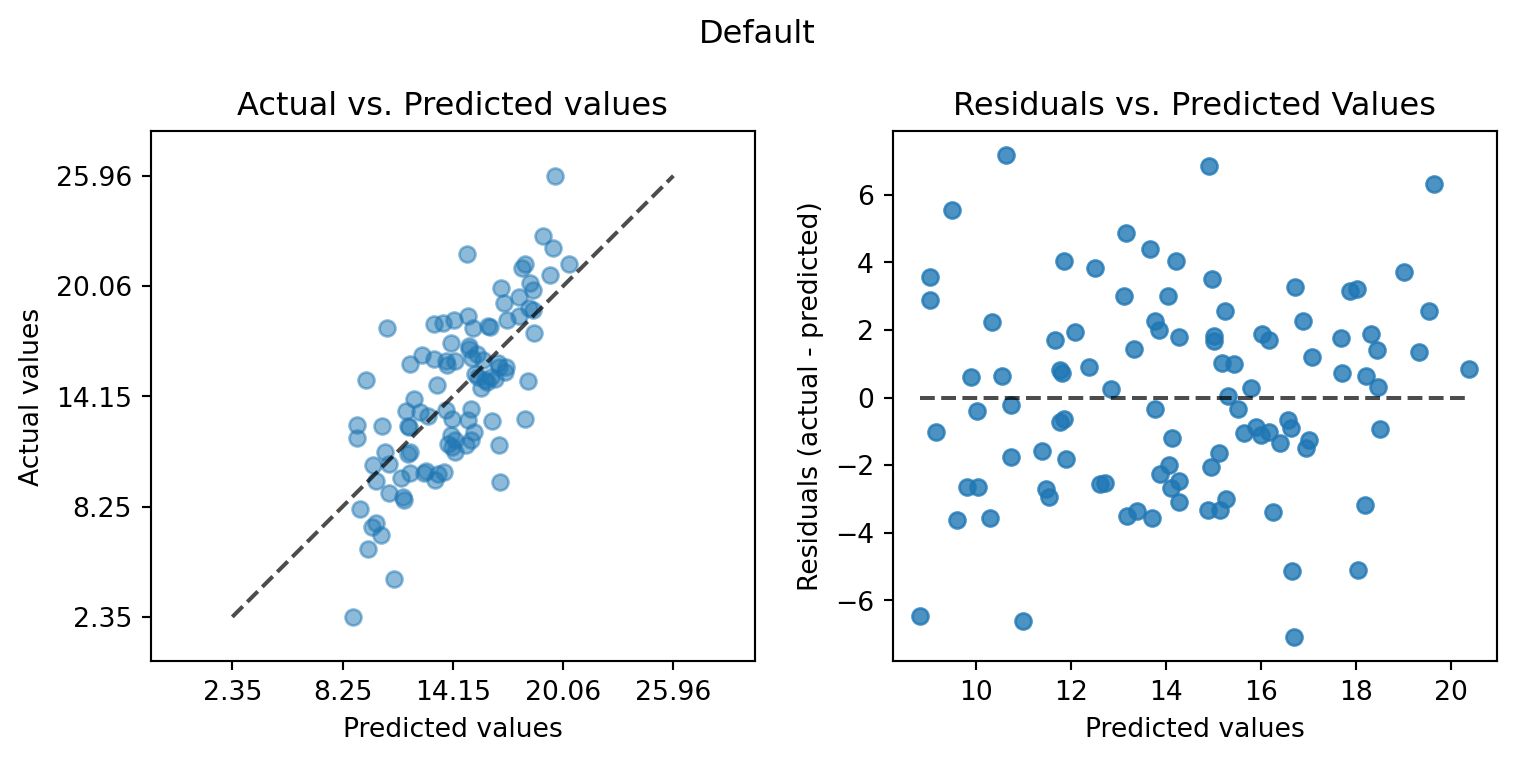 Default
Actual vs. Predicted values
Actual values
25.96
20.06
14.15
8.25
2.35
2.35 8.25 14.15 20.06 25.96
Predicted values
Residuals vs. Predicted Values
Residuals (actual - predicted)
6
4
2
0
−2
−4
−6
10 12 14 16 18 20
Predicted values